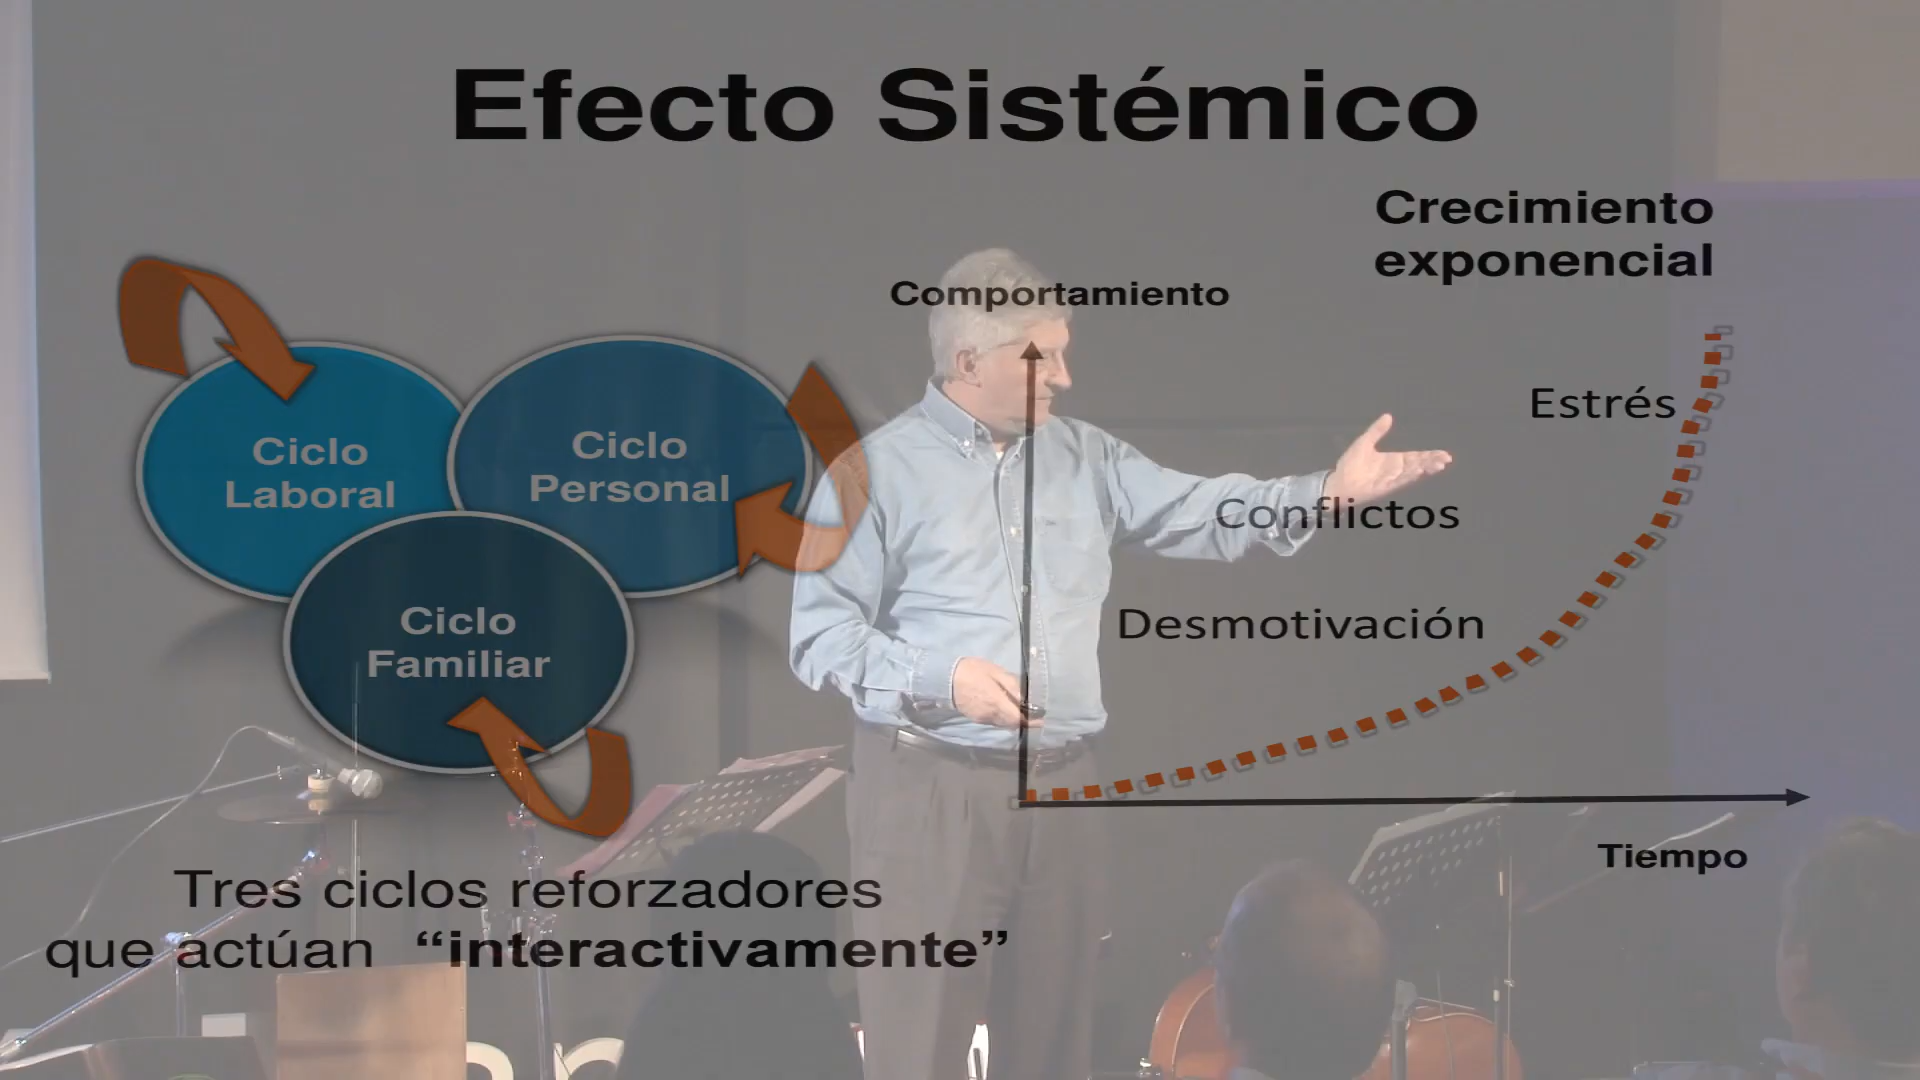 Efecto Sistémico
Crecimiento
exponencial
Comportamiento
Estrés
Ciclo
Laboral
Ciclo
Personal
Conflictos
Ciclo
Familiar
Desmotivación
Tiempo
Tres ciclos reforzadores
que actúan “interactivamente”